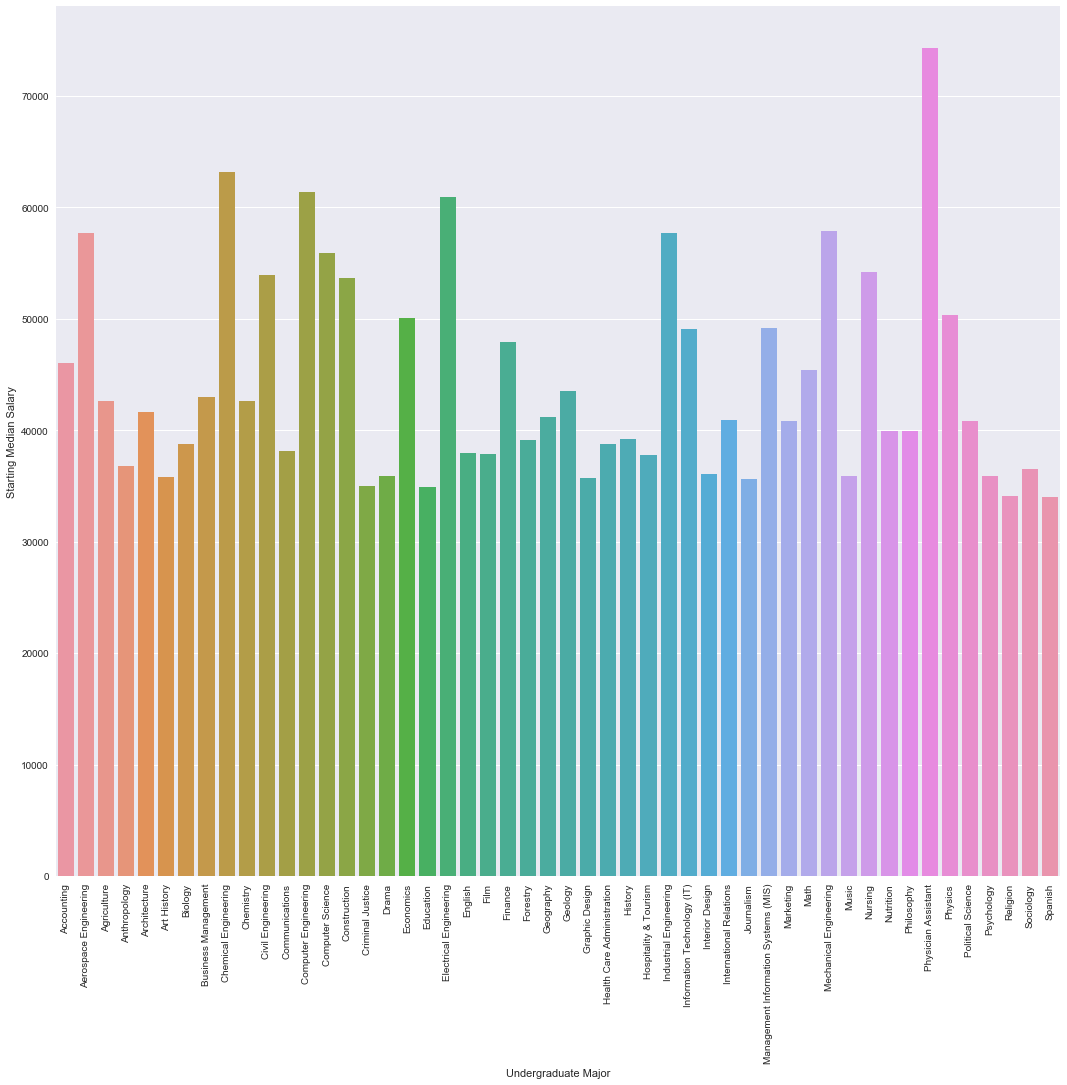 70000
60000
50000
40000
30000
20000
10000
0
Starting Median Salary
Accounting
Aerospace Engineering
Agriculture
Anthropology
Architecture
Art History
Biology
Business Management
Chemical Engineering
Chemistry
Civil Engineering
Communications
Computer Engineering
Computer Science
Construction
Criminal Justice
Drama
Economics
Education
Electrical Engineering
English
Film
Finance
Forestry
Geography
Geology
Graphic Design
Health Care Administration
History
Hospitality & Tourism
Industrial Engineering
Information Technology (IT)
Interior Design
International Relations
Journalism
Management Information Systems (MIS)
Marketing
Math
Mechanical Engineering
Music
Nursing
Nutrition
Philosophy
Physician Assistant
Physics
Political Science
Psychology
Religion
Sociology
Spanish
Undergraduate Major